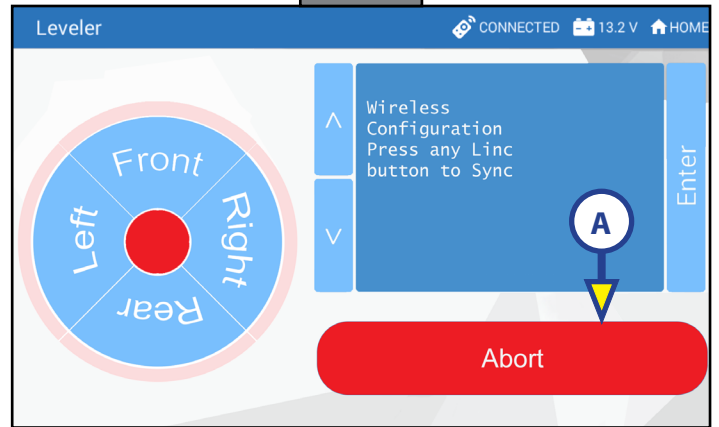 Leveler
CONNECTED 13.2 V HOME
Front
Left
Right
Rear
Wireless
Configuration
Press any Linc
button to Sync
Enter
A
Abort